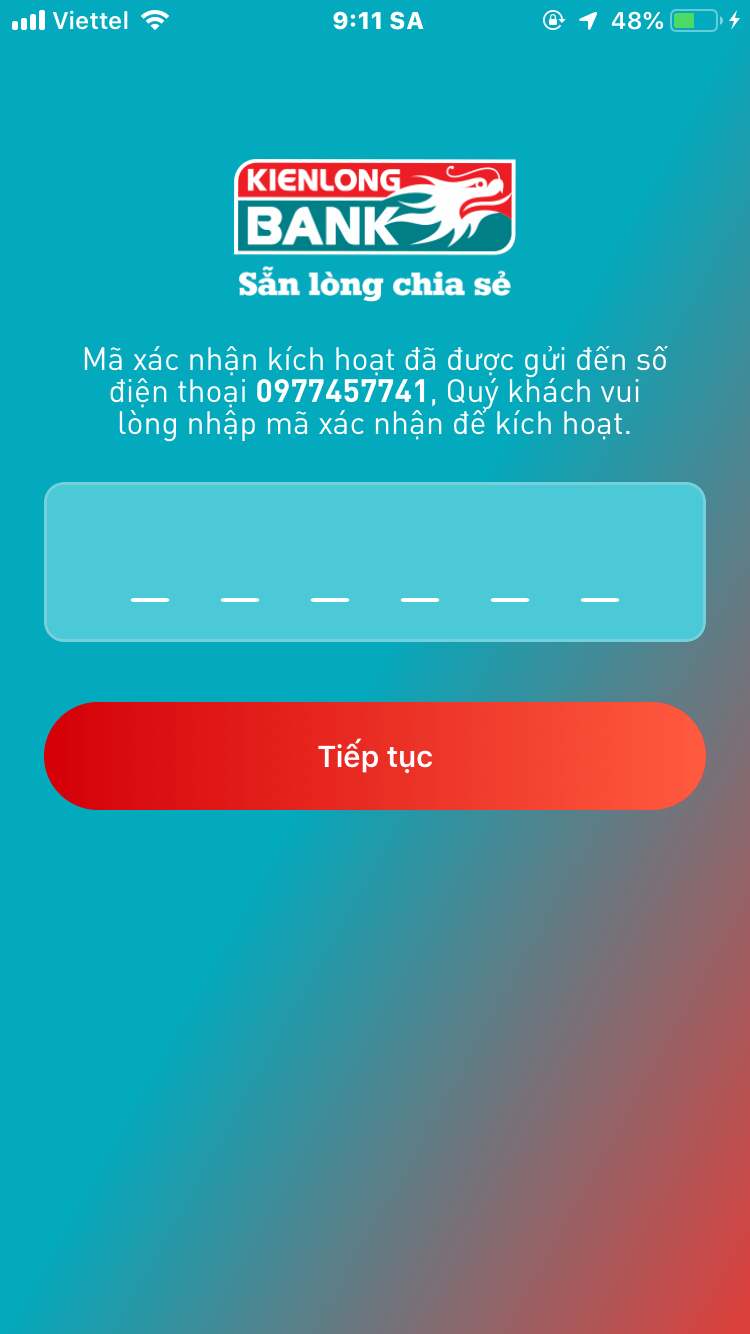 Viettel 9:11 SA 48%
KIENLONG
BANK
Sẵn lòng chia sẻ
Mã xác nhận kích hoạt đã được gửi đến số
điện thoại 0977457741, Quý khách vui
lòng nhập mã xác nhận để kích hoạt.
Tiếp tục